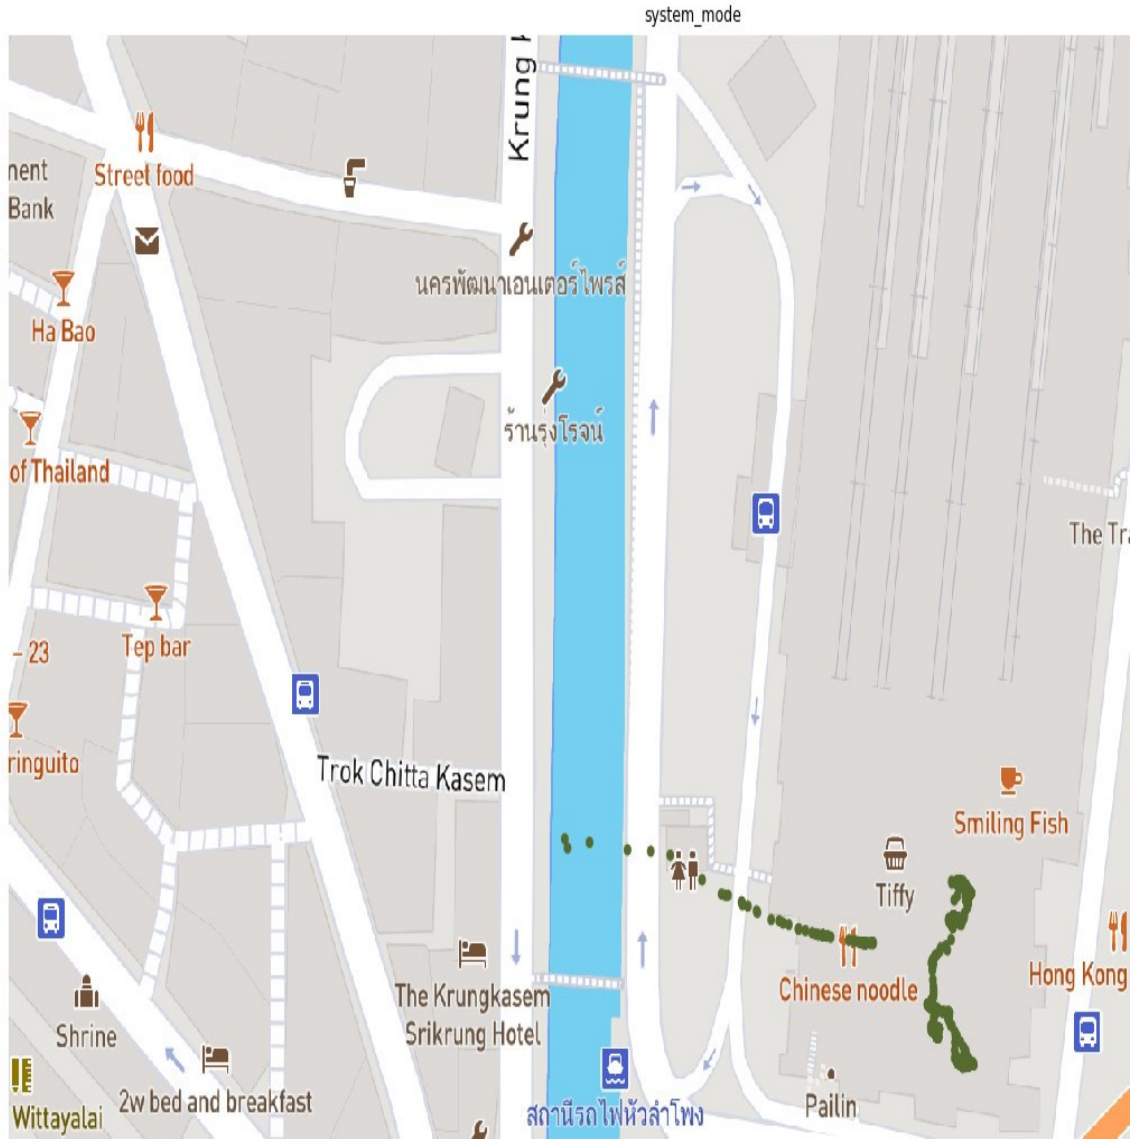 system_mode
Krung
Street food
ment
Bank
นครพัฒนาเอนเตอร์ไพรส์
Ha Bao
ร้านรุ่งโรจน์
of Thailand
The Tra
Tep bar
- 23
ringuito
Trok Chitta Kasem
Smiling Fish
Tiffy
Hong Kong
Chinese noodle
The Krungkasem
Srikrung Hotel
Shrine
2w bed and breakfast
Wittayalai
Pailin
สถานีรถไฟหัวลำโพง